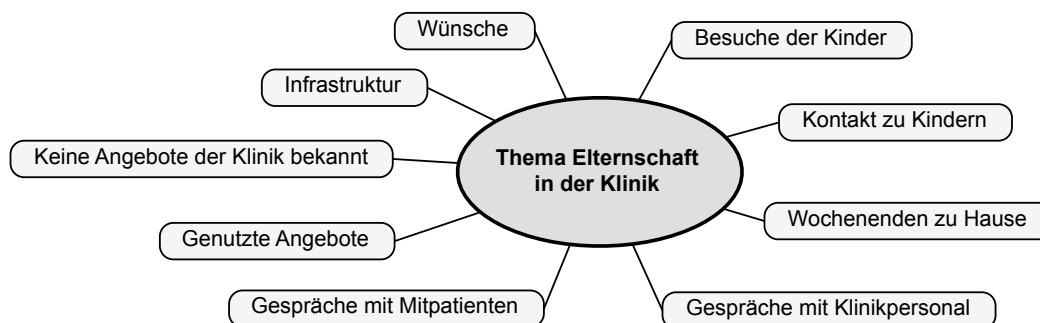 Wünsche
Besuche der Kinder
Infrastruktur
Kontakt zu Kindern
Keine Angebote der Klinik bekannt
Thema Elternschaft
in der Klinik
Wochenenden zu Hause
Genutzte Angebote
Gespräche mit Mitpatienten
Gespräche mit Klinikpersonal